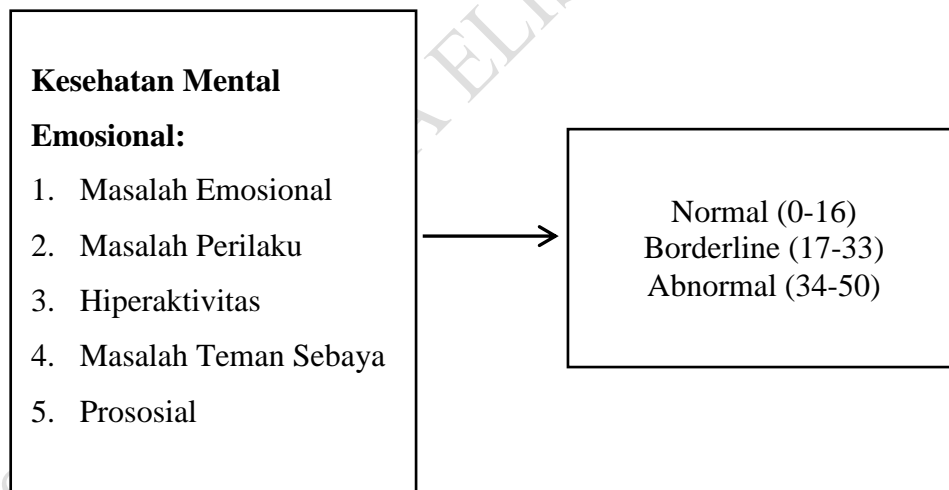 Kesehatan Mental
Emosional:
1. Masalah Emosional
2. Masalah Perilaku
3. Hiperaktivitas
4. Masalah Teman Sebaya
5. Prososial
Normal (0-16)
Borderline (17-33)
Abnormal (34-50)